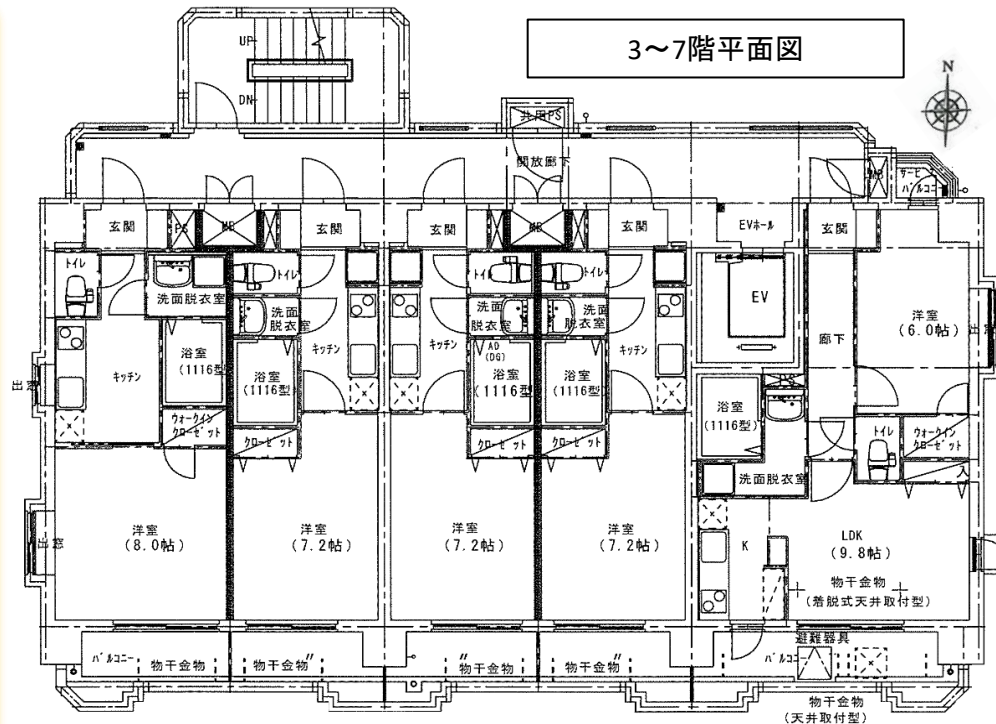 3～7階平面図
N
UP
DN
共用PS
開放廊下
MB
サービス
バルコニー
玄関
PS
MB
玄関
玄関
MB
玄関
EVホール
玄関
トイレ
洗面脱衣室
トイレ
洗面
脱衣室
トイレ
洗面
脱衣室
トイレ
洗面
脱衣室
EV
廊下
洋室
(6.0帖)
出窓
キッチン
浴室
(1116型)
キッチン
浴室
(1116型)
キッチン
AD
(DG)
浴室
(1116型)
浴室
(1116型)
キッチン
出窓
ウォークイン
クローゼット
クローゼット
クローゼット
クローゼット
浴室
(1116型)
洗面脱衣室
トイレ
ウォークイン
クローゼット
入
出窓
洋室
(8.0帖)
洋室
(7.2帖)
洋室
(7.2帖)
洋室
(7.2帖)
K
LDK
(9.8帖)
物干金物
(着脱式天井取付型)
避難器具
バルコニー
物干金物
〃
物干金物
〃
物干金物
〃
物干金物
バルコニー
物干金物
(天井取付型)